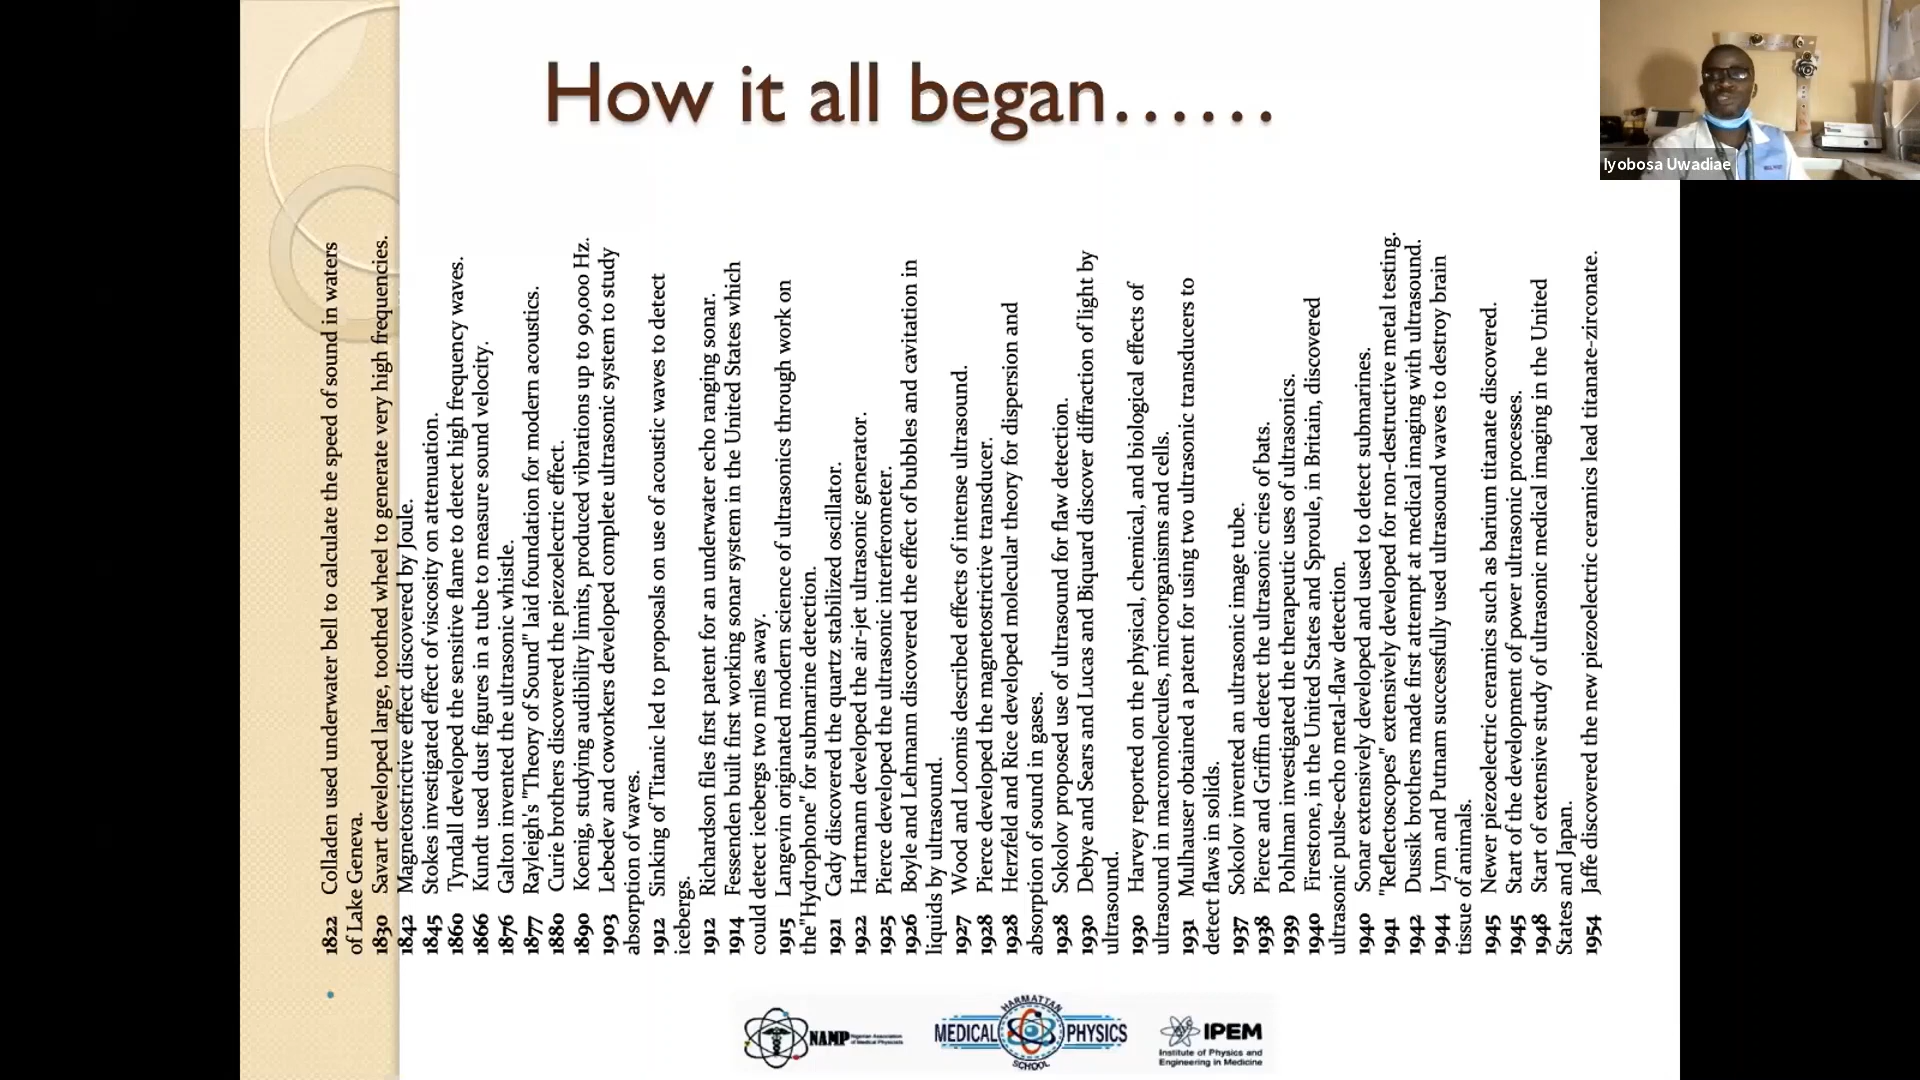 How it all began......
Iyobosa Uwadiae
1822 Colladen used underwater bell to calculate the speed of sound in waters
of Lake Geneva.
1830 Savart developed large, toothed wheel to generate very high frequencies.
1842 Magnetostrictive effect discovered by Joule.
1845 Stokes investigated effect of viscosity on attenuation.
1860 Tyndall developed the sensitive flame to detect high frequency waves.
1866 Kundt used dust figures in a tube to measure sound velocity.
1876 Galton invented the ultrasonic whistle.
1877 Rayleigh's "Theory of Sound" laid foundation for modern acoustics.
1880 Curie brothers discovered the piezoelectric effect.
1890 Koenig, studying audibility limits, produced vibrations up to 90,000 Hz.
1903 Lebedev and coworkers developed complete ultrasonic system to study
absorption of waves.
1912 Sinking of Titanic led to proposals on use of acoustic waves to detect
icebergs.
1912 Richardson files first patent for an underwater echo ranging sonar.
1914 Fessenden built first working sonar system in the United States which
could detect icebergs two miles away.
1915 Langevin originated modern science of ultrasonics through work on
the"Hydrophone" for submarine detection.
1921 Cady discovered the quartz stabilized oscillator.
1922 Hartmann developed the air-jet ultrasonic generator.
1925 Pierce developed the ultrasonic interferometer.
1926 Boyle and Lehmann discovered the effect of bubbles and cavitation in
liquids by ultrasound.
1927 Wood and Loomis described effects of intense ultrasound.
1928 Pierce developed the magnetostrictive transducer.
1928 Herzfeld and Rice developed molecular theory for dispersion and
absorption of sound in gases.
1928 Sokolov proposed use of ultrasound for flaw detection.
1930 Debye and Sears and Lucas and Biquard discover diffraction of light by
ultrasound.
1930 Harvey reported on the physical, chemical, and biological effects of
ultrasound in macromolecules, microorganisms and cells.
1931 Mulhauser obtained a patent for using two ultrasonic transducers to
detect flaws in solids.
1937 Sokolov invented an ultrasonic image tube.
1938 Pierce and Griffin detect the ultrasonic cries of bats.
1939 Pohlman investigated the therapeutic uses of ultrasonics.
1940 Firestone, in the United States and Sproule, in Britain, discovered
ultrasonic pulse-echo metal-flaw detection.
1940 Sonar extensively developed and used to detect submarines.
1941 "Reflectoscopes" extensively developed for non-destructive metal testing.
1942 Dussik brothers made first attempt at medical imaging with ultrasound.
1944 Lynn and Putnam successfully used ultrasound waves to destroy brain
tissue of animals.
1945 Newer piezoelectric ceramics such as barium titanate discovered.
1945 Start of the development of power ultrasonic processes.
1948 Start of extensive study of ultrasonic medical imaging in the United
States and Japan.
1954 Jaffe discovered the new piezoelectric ceramics lead titanate-zirconate.
NAMP Nigerian Association
of Medical Physicists
HARMATTAN
MEDICAL PHYSICS
SCHOOL
IPEM
Institute of Physics and
Engineering in Medicine